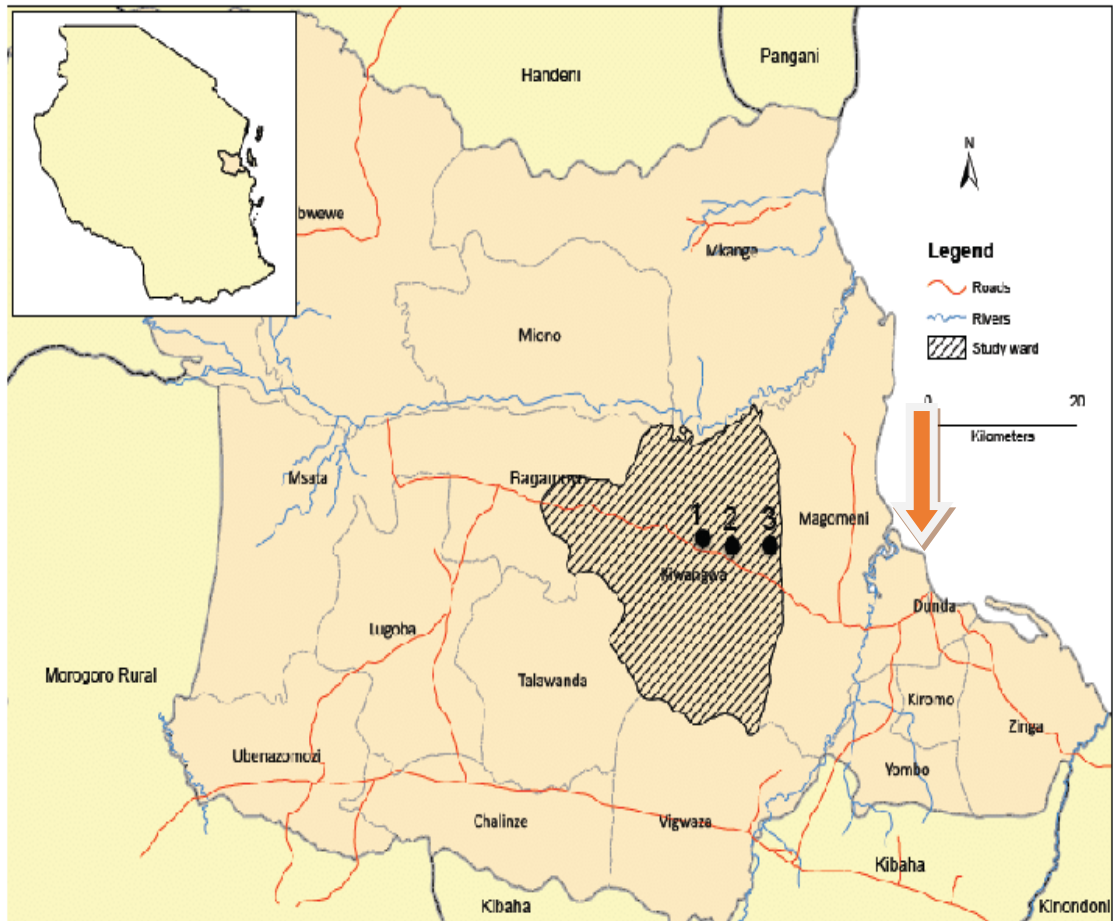 Pangani
Handeni
N
bwewe
Mkange
Legend
Roads
Rivers
Study ward
Miono
0 20
Kilometers
Msata
Magomeni
1 2 3
Kiwangwa
Dunda
Lugoba
Talawanda
Kiromo
Morogoro Rural
Zinga
Ubenazomozi
Yombo
Chalinze
Vigwaza
Kibaha
Kibaha
Kinondoni